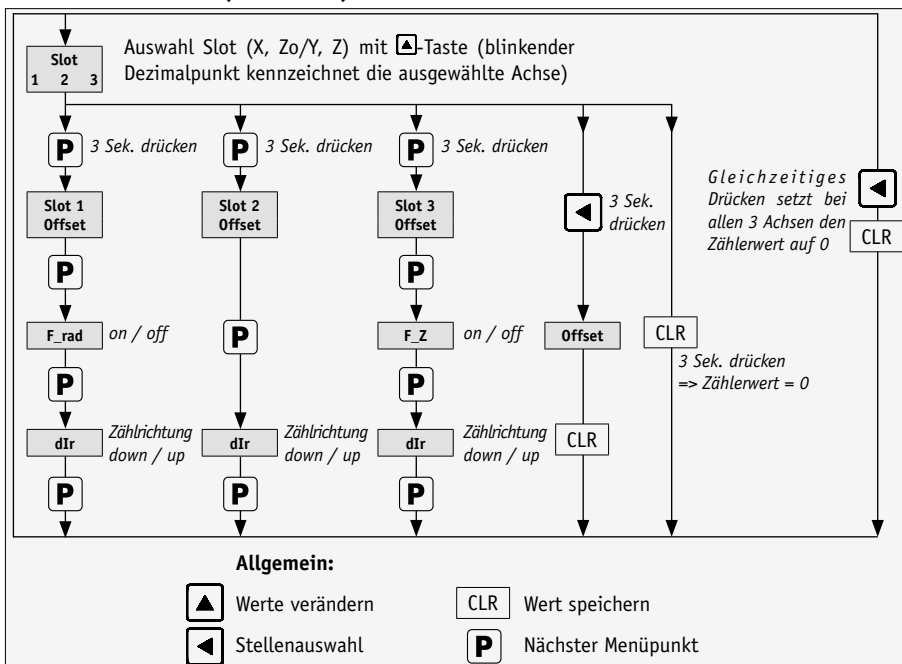 Auswahl Slot (X, Zo/Y, Z) mit ▲-Taste (blinkender
Dezimalpunkt kennzeichnet die ausgewählte Achse)
Slot
1 2 3
P 3 Sek. drücken P 3 Sek. drücken P 3 Sek. drücken
Slot 1
Offset
Slot 2
Offset
Slot 3
Offset
3 Sek.
drücken
Gleichzeitiges
Drücken setzt bei
allen 3 Achsen den
Zählerwert auf 0
CLR
P P
F_rad on / off P F_Z on / off Offset CLR
3 Sek. drücken
=> Zählerwert = 0
P P
dIr Zählrichtung
down / up
dIr Zählrichtung
down / up
dIr Zählrichtung
down / up
CLR
P P P
Allgemein:
▲ Werte verändern
CLR Wert speichern
◄ Stellenauswahl
P Nächster Menüpunkt